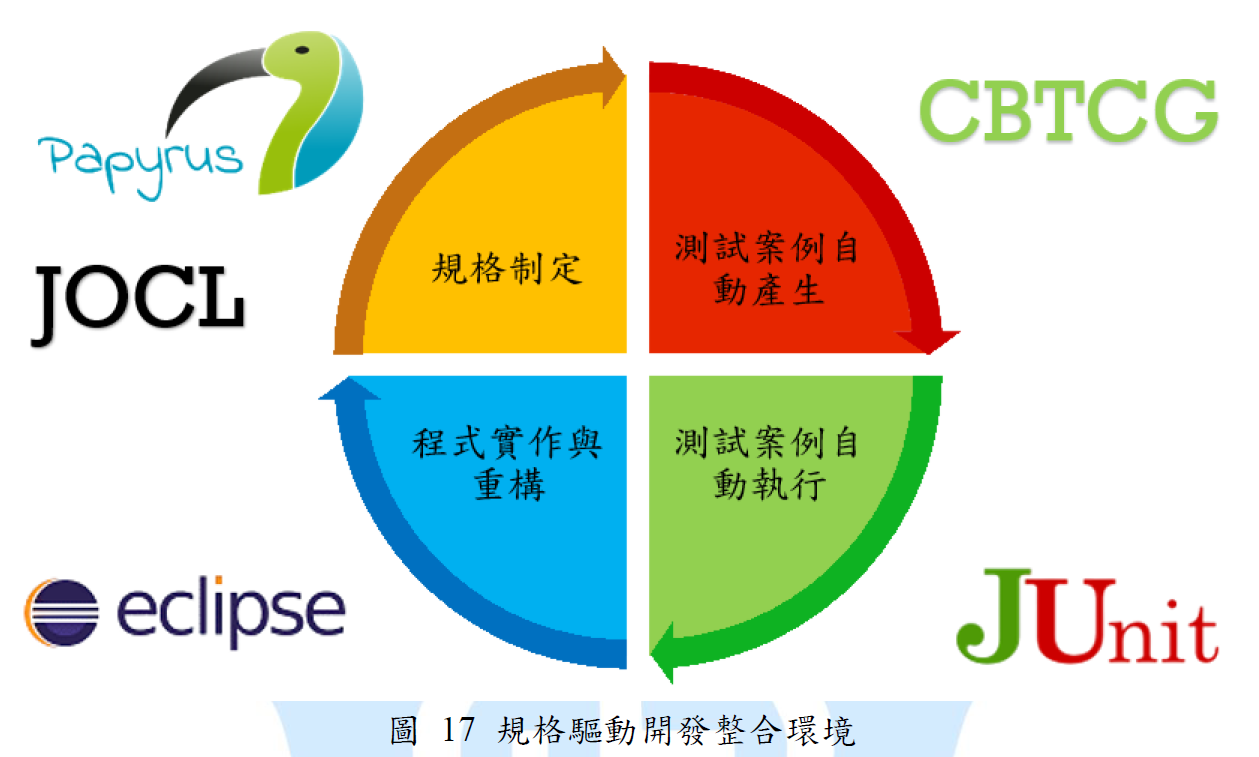 Papyrus
JOCL
CBTCG
規格制定
測試案例自
動產生
程式實作與
重構
測試案例自
動執行
eclipse
JUnit
圖 17 規格驅動開發整合環境